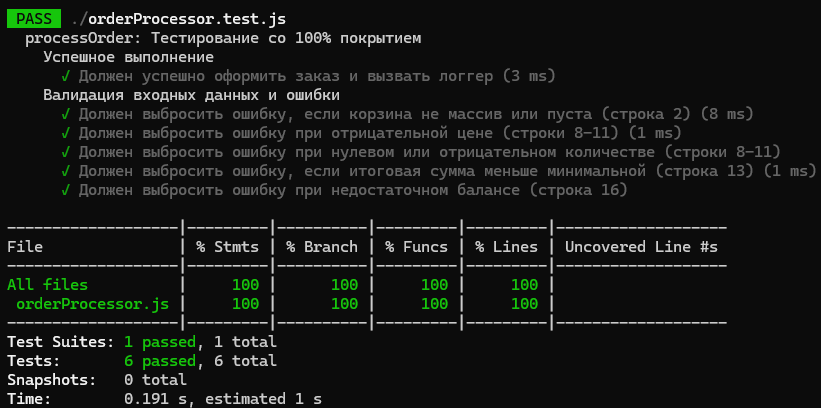 PASS ./orderProcessor.test.js
processOrder: Тестирование со 100% покрытием
Успешное выполнение
√ Должен успешно оформить заказ и вызвать логгер (3 ms)
Валидация входных данных и ошибки
√ Должен выбросить ошибку, если корзина не массив или пуста (строка 2) (8 ms)
√ Должен выбросить ошибку при отрицательной цене (строки 8-11) (1 ms)
√ Должен выбросить ошибку при нулевом или отрицательном количестве (строки 8-11)
√ Должен выбросить ошибку, если итоговая сумма меньше минимальной (строка 13) (1 ms)
√ Должен выбросить ошибку при недостаточном балансе (строка 16)
-------------------|---------|----------|---------|---------|-------------------
File | % Stmts | % Branch | % Funcs | % Lines | Uncovered Line #s
-------------------|---------|----------|---------|---------|-------------------
All files | 100 | 100 | 100 | 100 |
orderProcessor.js | 100 | 100 | 100 | 100 |
-------------------|---------|----------|---------|---------|-------------------
Test Suites: 1 passed, 1 total
Tests: 6 passed, 6 total
Snapshots: 0 total
Time: 0.191 s, estimated 1 s